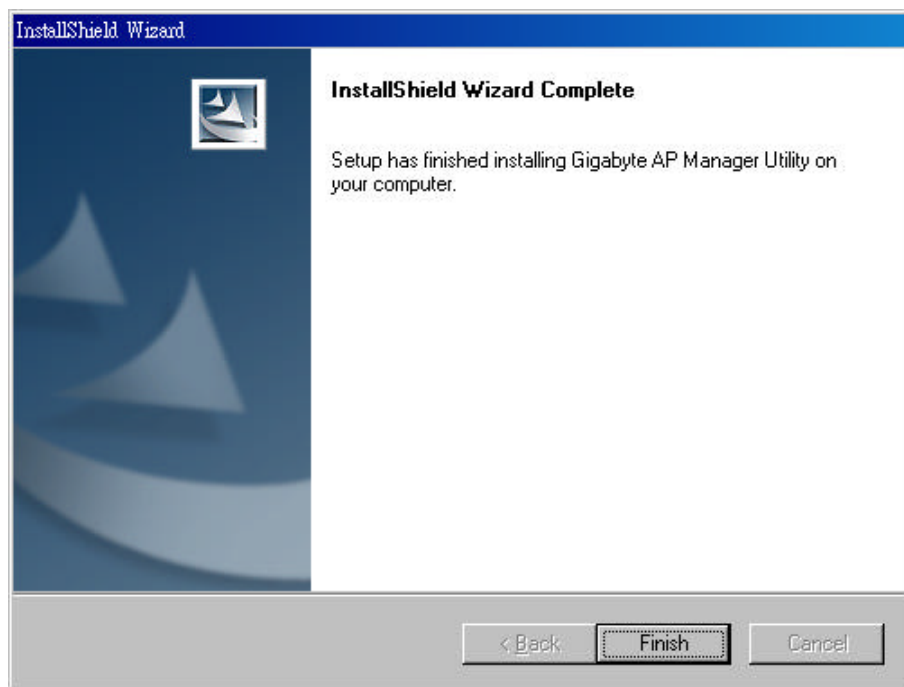 InstallShield Wizard
InstallShield Wizard Complete
Setup has finished installing Gigabyte AP Manager Utility on
your computer.
< Back
Finish
Cancel